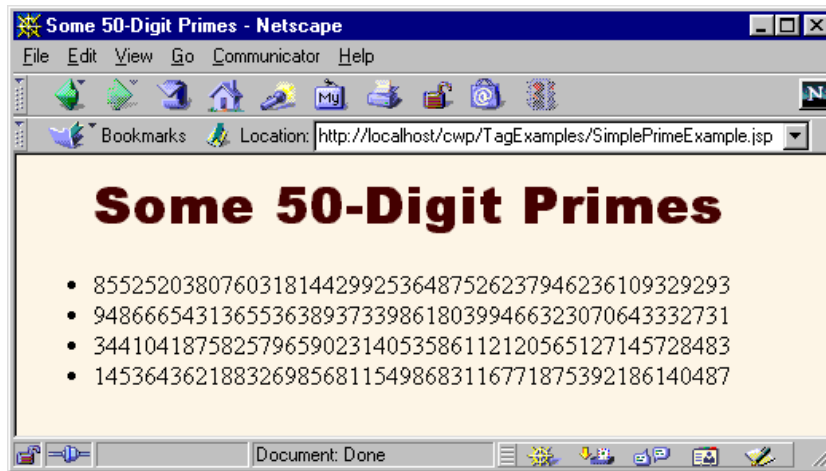 Some 50-Digit Primes - Netscape
File Edit View Go Communicator Help
My
N
Bookmarks Location: http://localhost/cwp/TagExamples/SimplePrimeExample.jsp
Some 50-Digit Primes
• 85525203807603181442992536487526237946236109329293
• 94866654313655363893733986180399466323070643332731
• 34410418758257965902314053586112120565127145728483
• 14536436218832698568115498683116771875392186140487
Document: Done